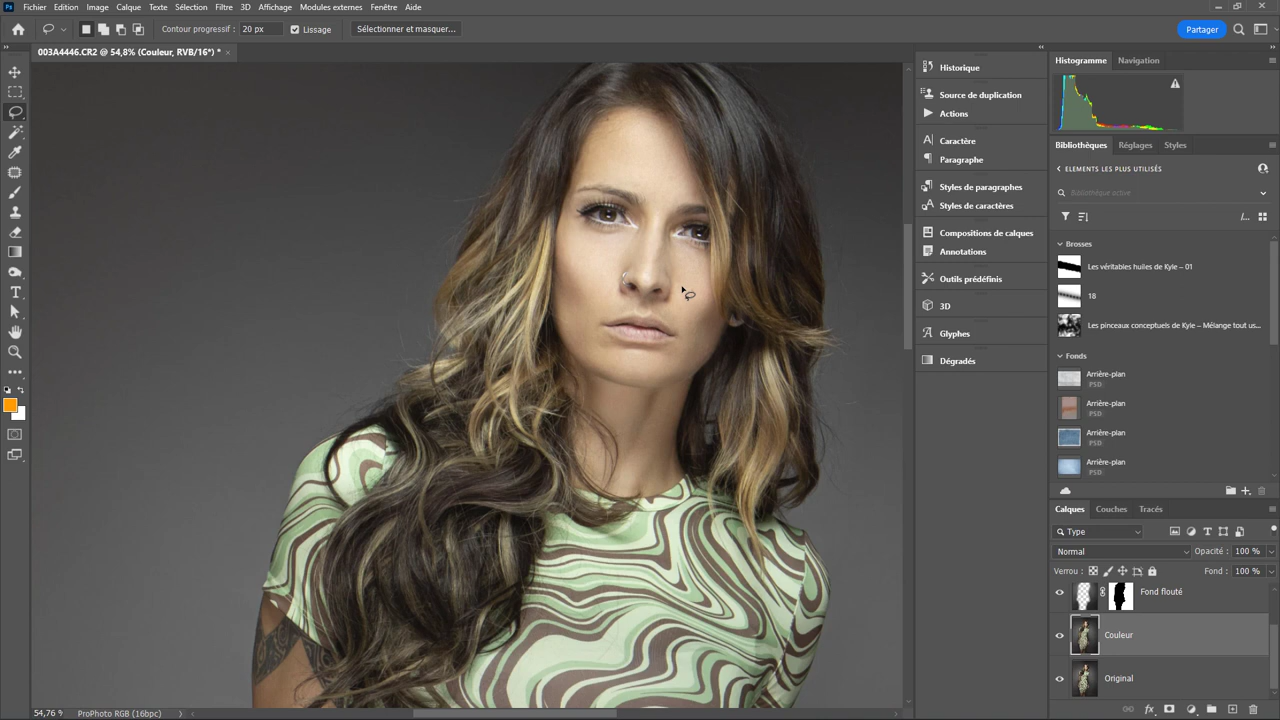 Fichier Edition Image Calque Texte Sélection Filtre 3D Affichage Modules externes Fenêtre Aide
Contour progressif : 20 px Lissage Sélectionner et masquer... Partager
003A4446.CR2 @ 54,8% (Couleur, RVB/16*) * ×
Historique
Source de duplication
Actions
Caractère
Paragraphe
Styles de paragraphes
Styles de caractères
Compositions de calques
Annotations
Outils prédéfinis
3D
Glyphes
Dégradés
Histogramme Navigation
Bibliothèques Réglages Styles
ELEMENTS LES PLUS UTILISÉS
Bibliothèque active
Brosses
Les véritables huiles de Kyle – 01
18
Les pinceaux conceptuels de Kyle – Mélange tout us...
Fonds
Arrière-plan
PSD
Arrière-plan
PSD
Arrière-plan
PSD
Arrière-plan
PSD
Calques Couches Tracés
Type
Normal Opacité : 100 %
Verrou : Fond : 100 %
Fond flouté
Couleur
Original
54,76 % ProPhoto RGB (16bpc)